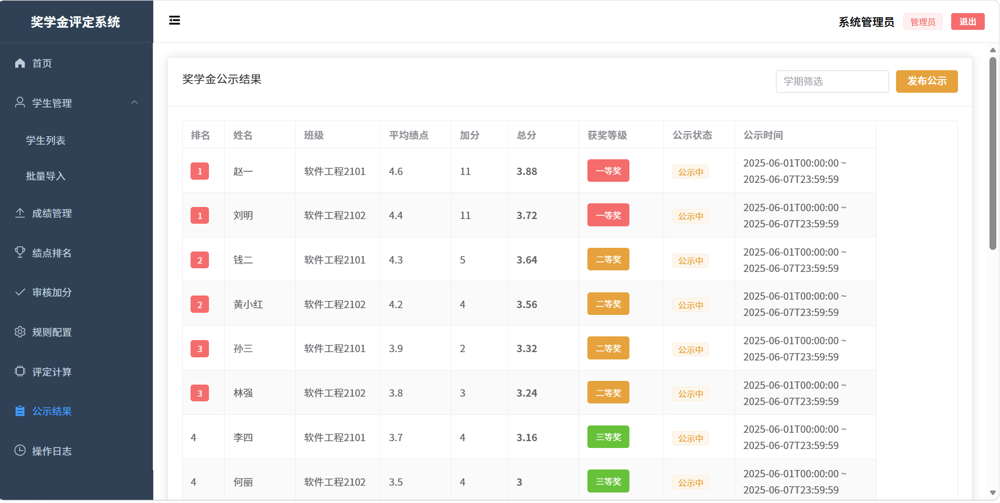 奖学金评定系统
系统管理员 管理员 退出
首页
学生管理
学生列表
批量导入
成绩管理
绩点排名
审核加分
规则配置
评定计算
公示结果
操作日志
奖学金公示结果
学期筛选 发布公示
排名 姓名 班级 平均绩点 加分 总分 获奖等级 公示状态 公示时间
1 赵一 软件工程2101 4.6 11 3.88 一等奖 公示中 2025-06-01T00:00:00 ~
2025-06-07T23:59:59
1 刘明 软件工程2102 4.4 11 3.72 一等奖 公示中 2025-06-01T00:00:00 ~
2025-06-07T23:59:59
2 钱二 软件工程2101 4.3 5 3.64 二等奖 公示中 2025-06-01T00:00:00 ~
2025-06-07T23:59:59
2 黄小红 软件工程2102 4.2 4 3.56 二等奖 公示中 2025-06-01T00:00:00 ~
2025-06-07T23:59:59
3 孙三 软件工程2101 3.9 2 3.32 二等奖 公示中 2025-06-01T00:00:00 ~
2025-06-07T23:59:59
3 林强 软件工程2102 3.8 3 3.24 二等奖 公示中 2025-06-01T00:00:00 ~
2025-06-07T23:59:59
4 李四 软件工程2101 3.7 4 3.16 三等奖 公示中 2025-06-01T00:00:00 ~
2025-06-07T23:59:59
4 何丽 软件工程2102 3.5 4 3 三等奖 公示中 2025-06-01T00:00:00 ~
2025-06-07T23:59:59